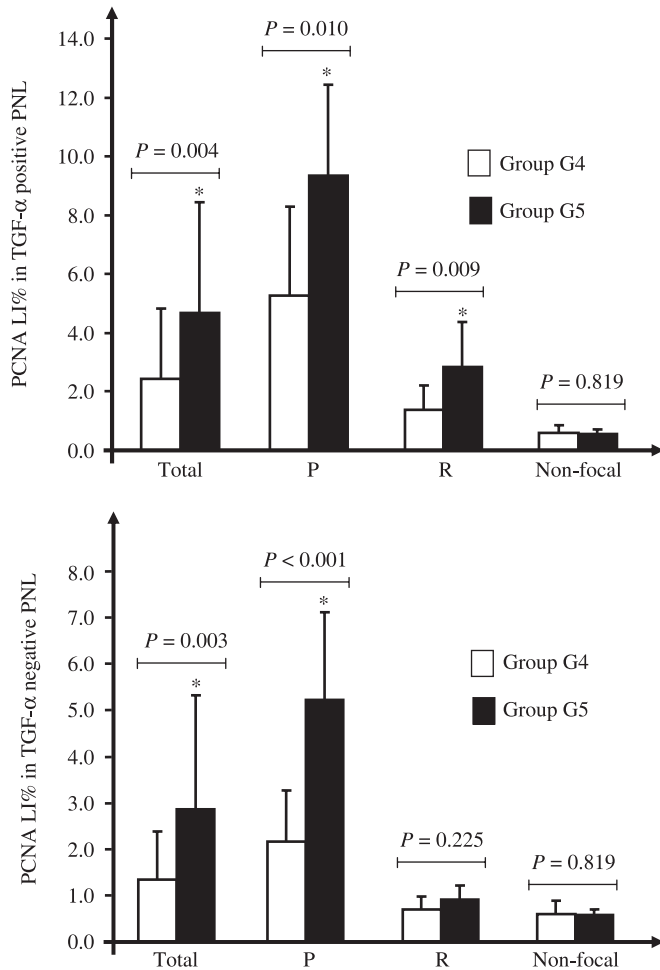 PCNA LI% in TGF-α positive PNL
14.0
12.0
10.0
8.0
6.0
4.0
2.0
0.0
P = 0.004
*
P = 0.010
*
P = 0.009
*
P = 0.819
Group G4
Group G5
Total P R Non-focal
PCNA LI% in TGF-α negative PNL
8.0
7.0
6.0
5.0
4.0
3.0
2.0
1.0
0.0
P = 0.003
*
P < 0.001
*
P = 0.225
P = 0.819
Group G4
Group G5
Total P R Non-focal